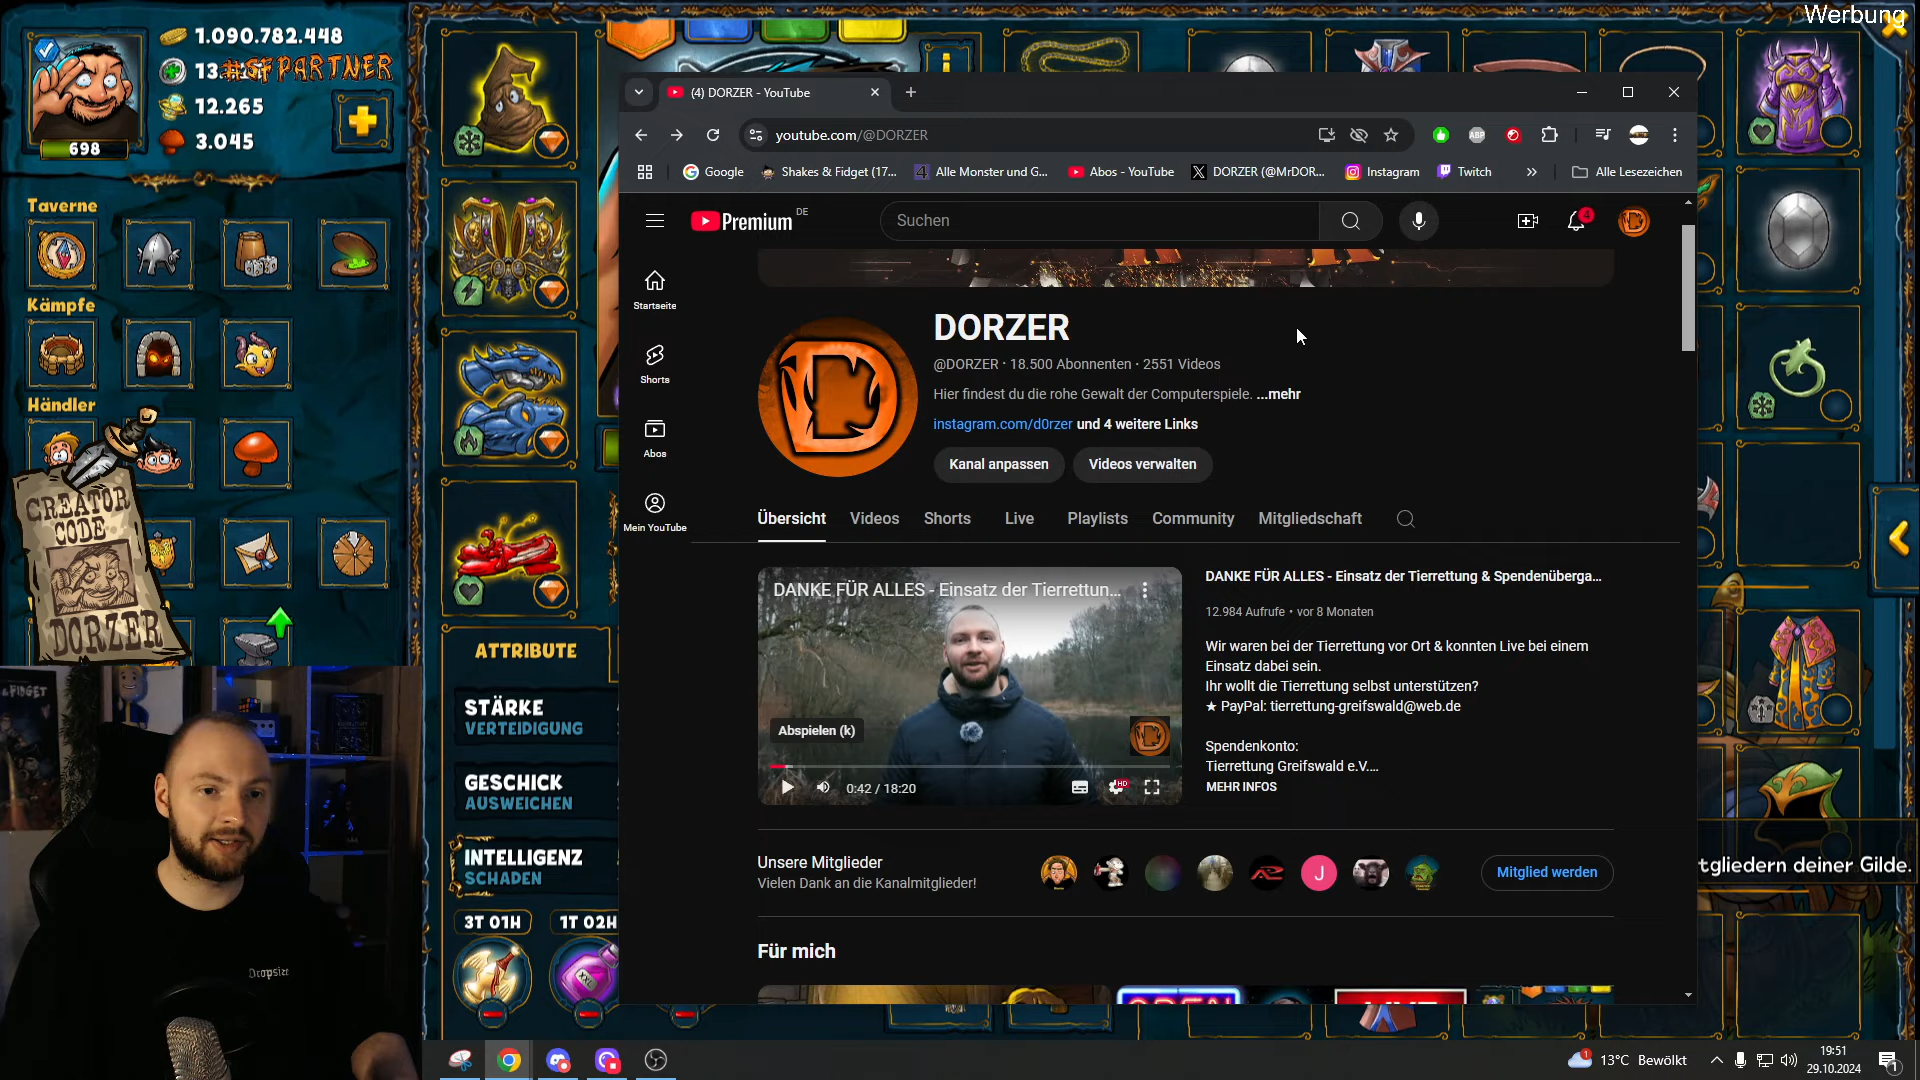 Werbung
1.090.782.448
#SFPARTNER
12.265
3.045
698
Taverne
Kämpfe
Händler
CREATOR
CODE
DORZER
ATTRIBUTE
STÄRKE
VERTEIDIGUNG
GESCHICK
AUSWEICHEN
INTELLIGENZ
SCHADEN
3T 01H
1T 02H
XXL
& FIDGET
Dropsize
(4) DORZER - YouTube
youtube.com/@DORZER
ABP
Google
Shakes & Fidget (17...
Alle Monster und G...
Abos - YouTube
DORZER (@MrDOR...
Instagram
Twitch
Alle Lesezeichen
Premium
DE
Suchen
4
Startseite
Shorts
Abos
Mein YouTube
DORZER
@DORZER · 18.500 Abonnenten · 2551 Videos
Hier findest du die rohe Gewalt der Computerspiele. ...mehr
instagram.com/d0rzer und 4 weitere Links
Kanal anpassen
Videos verwalten
Übersicht
Videos
Shorts
Live
Playlists
Community
Mitgliedschaft
DANKE FÜR ALLES - Einsatz der Tierrettun...
Abspielen (k)
0:42 / 18:20
HD
DANKE FÜR ALLES - Einsatz der Tierrettung & Spendenüberga...
12.984 Aufrufe • vor 8 Monaten
Wir waren bei der Tierrettung vor Ort & konnten Live bei einem
Einsatz dabei sein.
Ihr wollt die Tierrettung selbst unterstützen?
★ PayPal: tierrettung-greifswald@web.de
Spendenkonto:
Tierrettung Greifswald e.V....
MEHR INFOS
Unsere Mitglieder
Vielen Dank an die Kanalmitglieder!
J
Mitglied werden
Für mich
tgliedern deiner Gilde.
1
13°C Bewölkt
19:51
29.10.2024
1